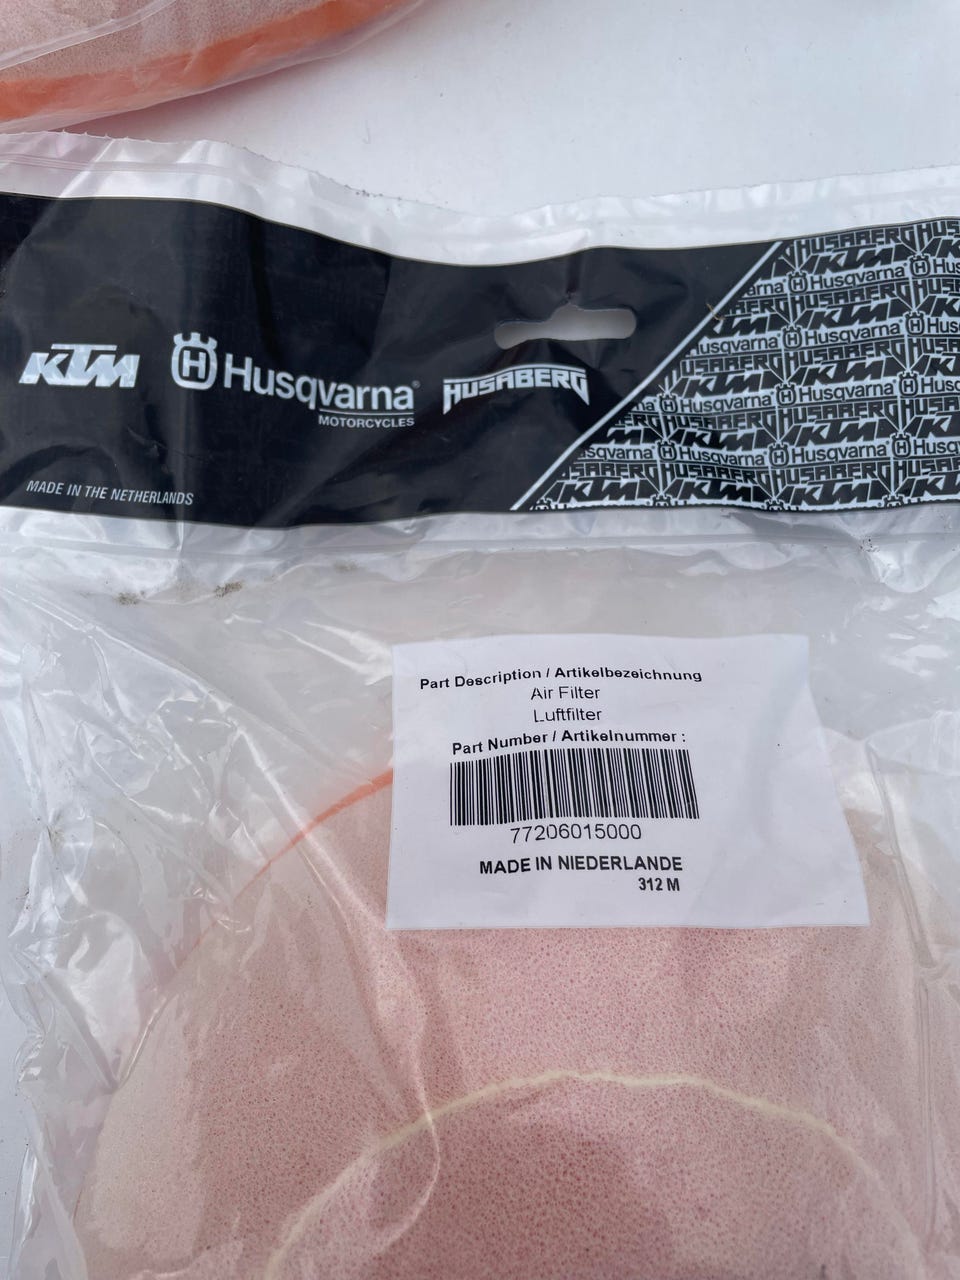 KTM
Husqvarna®
MOTORCYCLES
HUSABERG
MADE IN THE NETHERLANDS
Part Description / Artikelbezeichnung
Air Filter
Luftfilter
Part Number / Artikelnummer :
77206015000
MADE IN NIEDERLANDE
312 M